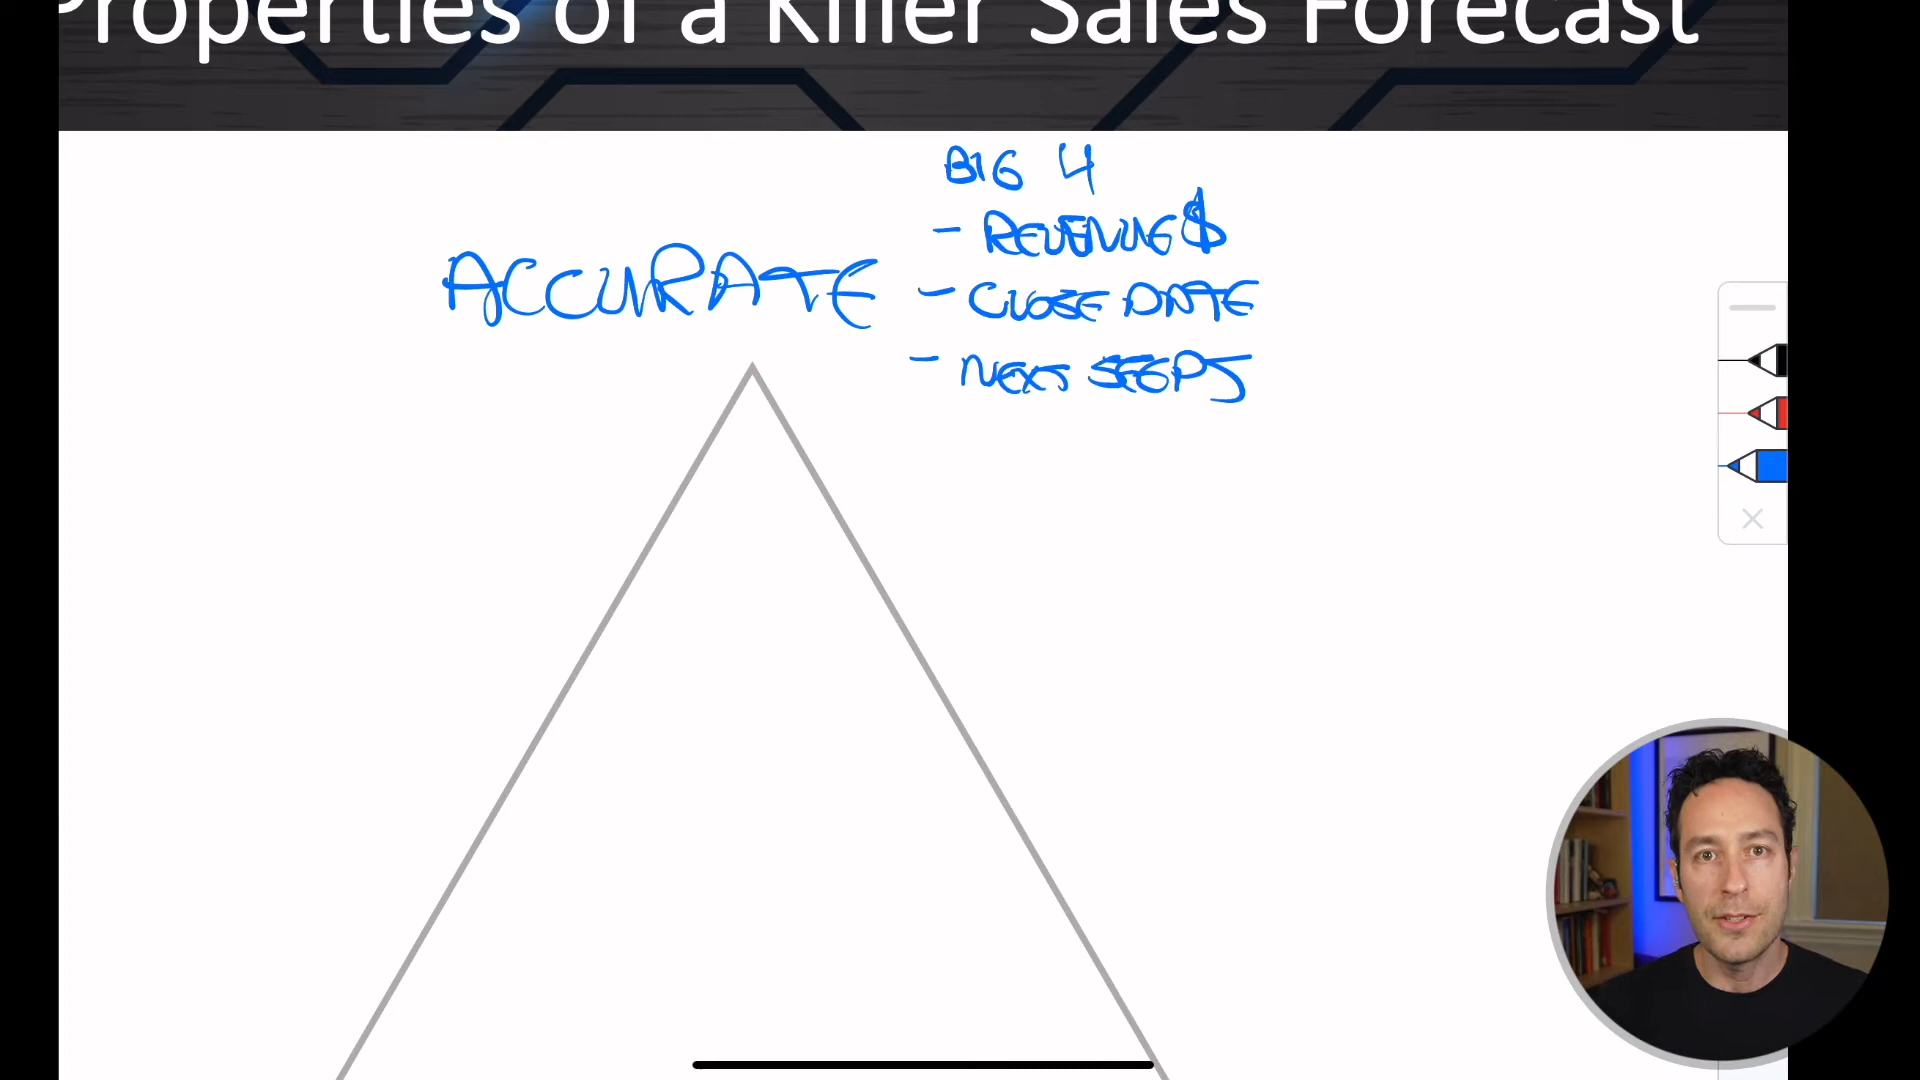 Properties of a Killer Sales Forecast
BIG 4
- REVENUE $
ACCURATE
- CLOSE DATE
- NEXT STEPS